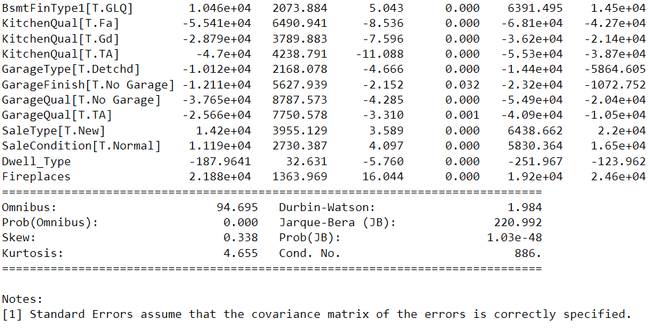 BsmtFinType1[T.GLQ] 1.046e+04 2073.884 5.043 0.000 6391.495 1.45e+04
KitchenQual[T.Fa] -5.541e+04 6490.941 -8.536 0.000 -6.81e+04 -4.27e+04
KitchenQual[T.Gd] -2.879e+04 3789.883 -7.596 0.000 -3.62e+04 -2.14e+04
KitchenQual[T.TA] -4.7e+04 4238.791 -11.088 0.000 -5.53e+04 -3.87e+04
GarageType[T.Detchd] -1.012e+04 2168.078 -4.666 0.000 -1.44e+04 -5864.605
GarageFinish[T.No Garage] -1.211e+04 5627.939 -2.152 0.032 -2.32e+04 -1072.752
GarageQual[T.No Garage] -3.765e+04 8787.573 -4.285 0.000 -5.49e+04 -2.04e+04
GarageQual[T.TA] -2.566e+04 7750.578 -3.310 0.001 -4.09e+04 -1.05e+04
SaleType[T.New] 1.42e+04 3955.129 3.589 0.000 6438.662 2.2e+04
SaleCondition[T.Normal] 1.119e+04 2730.387 4.097 0.000 5830.364 1.65e+04
Dwell_Type -187.9641 32.631 -5.760 0.000 -251.967 -123.962
Fireplaces 2.188e+04 1363.969 16.044 0.000 1.92e+04 2.46e+04
==============================================================================
Omnibus: 94.695 Durbin-Watson: 1.984
Prob(Omnibus): 0.000 Jarque-Bera (JB): 220.992
Skew: 0.338 Prob(JB): 1.03e-48
Kurtosis: 4.655 Cond. No. 886.
==============================================================================
Notes:
[1] Standard Errors assume that the covariance matrix of the errors is correctly specified.